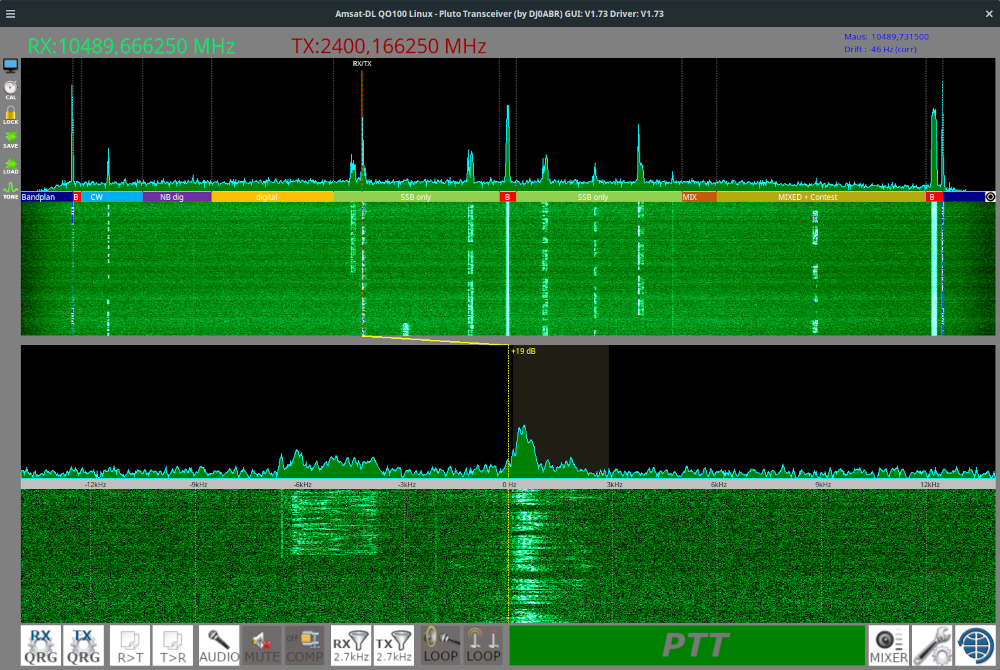 Amsat-DL QO100 Linux - Pluto Transceiver (by DJ0ABR) GUI: V1.73 Driver: V1.73
RX:10489,666250 MHz TX:2400,166250 MHz
Maus: 10489,731500
Drift : -46 Hz (corr)
RX/TX
CAL
LOCK
SAVE
LOAD
TONE
Bandplan B CW NB dig digital SSB only B SSB only MIX MIXED + Contest B
+19 dB
-12kHz -9kHz -6kHz -3kHz 0 Hz 3kHz 6kHz 9kHz 12kHz
RX QRG
TX QRG
R>T
T>R
AUDIO
MUTE
OFF COMP
RX 2.7kHz
TX 2.7kHz
LOOP
LOOP
PTT
MIXER